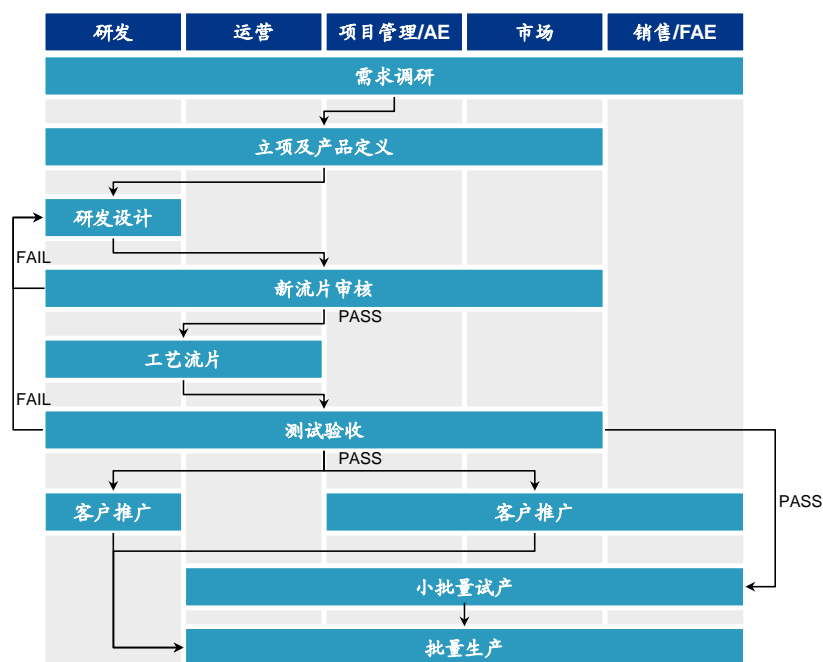 研发 运营 项目管理/AE 市场 销售/FAE
需求调研
立项及产品定义
研发设计
FAIL
新流片审核
PASS
工艺流片
FAIL
测试验收
PASS
客户推广 客户推广 PASS
小批量试产
批量生产